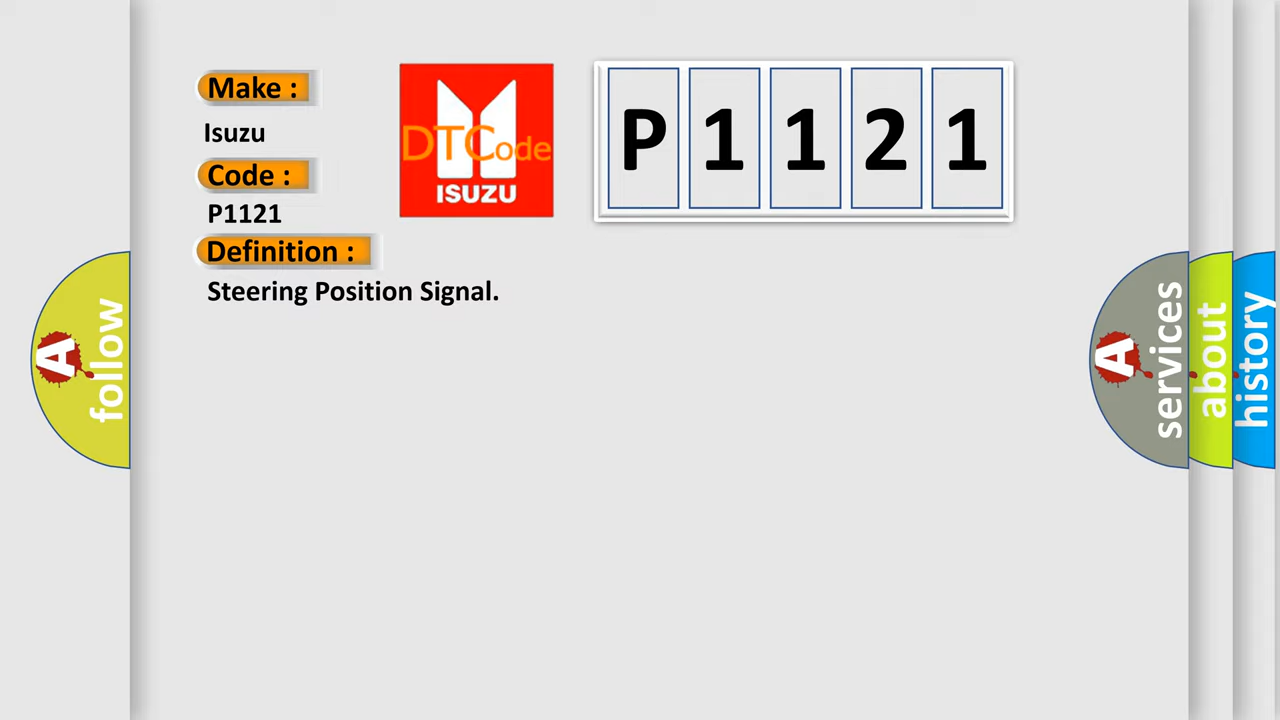 Make :
Isuzu
Code :
P1121
Definition :
Steering Position Signal.
DTCode
ISUZU
P 1 1 2 1
A follow
A services
about
history